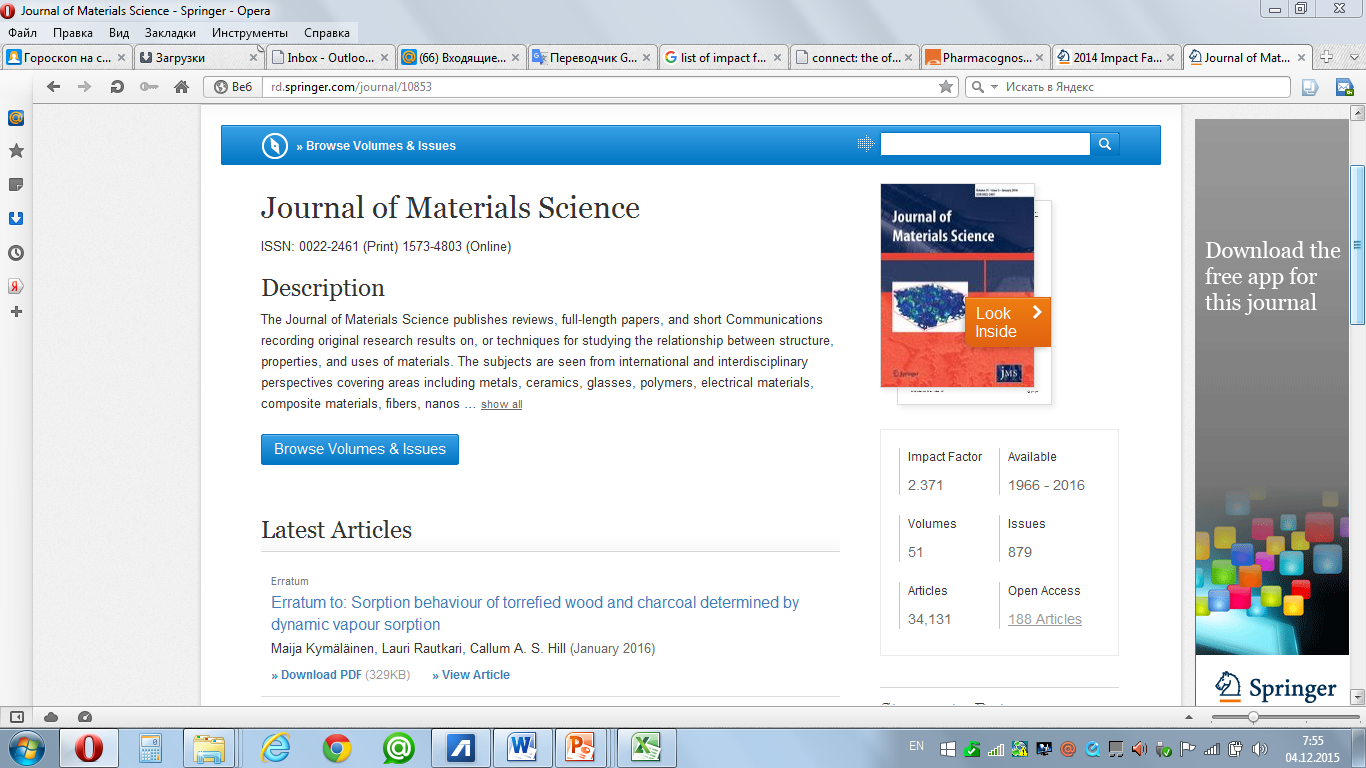 Journal of Materials Science - Springer - Opera
Файл Правка Вид Закладки Инструменты Справка
Гороскоп на с... Загрузки Inbox - Outloo... (66) Входящие... Переводчик G... list of impact f... connect: the of... Pharmacognos... 2014 Impact Fa... Journal of Mat...
Веб rd.springer.com/journal/10853 Искать в Яндекс
» Browse Volumes & Issues
Journal of Materials Science
ISSN: 0022-2461 (Print) 1573-4803 (Online)
Description
The Journal of Materials Science publishes reviews, full-length papers, and short Communications
recording original research results on, or techniques for studying the relationship between structure,
properties, and uses of materials. The subjects are seen from international and interdisciplinary
perspectives covering areas including metals, ceramics, glasses, polymers, electrical materials,
composite materials, fibers, nanos ... show all
Browse Volumes & Issues
Latest Articles
Erratum
Erratum to: Sorption behaviour of torrefied wood and charcoal determined by
dynamic vapour sorption
Maija Kymäläinen, Lauri Rautkari, Callum A. S. Hill (January 2016)
» Download PDF (329KB) » View Article
Journal of
Materials Science
Look
Inside
Springer
JMS
Impact Factor Available
2.371 1966 - 2016
Volumes Issues
51 879
Articles Open Access
34,131 188 Articles
Download the
free app for
this journal
Springer
EN
7:55
04.12.2015